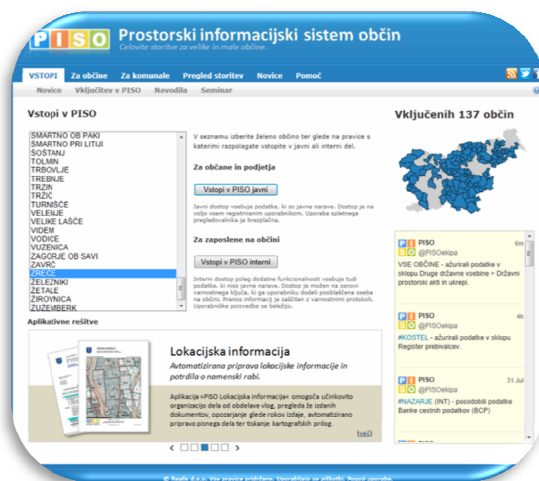 PISO
Prostorski informacijski sistem občin
Celovite storitve za velike in male občine.
VSTOPI Za občine Za komunale Pregled storitev Novice Pomoč
Novice Vključitev v PISO Navodila Seminar
Vstopi v PISO
ŠMARTNO OB PAKI
ŠMARTNO PRI LITIJI
ŠOŠTANJ
TOLMIN
TRBOVLJE
TREBNJE
TRZIN
TRŽIČ
TURNIŠČE
VELENJE
VELIKE LAŠČE
VIDEM
VODICE
VUZENICA
ZAGORJE OB SAVI
ZAVRČ
ZREČE
ŽELEZNIKI
ŽETALE
ŽIROVNICA
ŽUŽEMBERK
V seznamu izberite želeno občino ter glede na pravice s
katerimi razpolagate vstopite v javni ali interni del.
Za občane in podjetja
Vstopi v PISO javni
Javni dostop vsebuje podatke, ki so javne narave. Dostop je na
voljo vsem registriranim uporabnikom. Uporaba spletnega
pregledovalnika je brezplačna.
Za zaposlene na občini
Vstopi v PISO interni
Interni dostop poleg dodatne funkcionalnosti vsebuje tudi
podatke, ki niso javne narave. Dostop je možen na osnovi
varnostnega ključa, ki ga uporabniku dodeli pooblaščena oseba
na občini. Prenos informacij je zaščiten z varnostnimi protokoli.
Uporabniške poizvedbe se beležijo.
Vključenih 137 občin
PISO 6m
@PISOekipa
VSE OBČINE - ažurirali podatke v
sklopu Druge državne vsebine > Državni
prostorski akti in ukrepi.
PISO 4h
@PISOekipa
#KOSTEL - ažurirali podatke v sklopu
Register prebivalcev.
PISO 31 Jul
@PISOekipa
#NAZARJE (INT) - posodobili podatke
Banke cestnih podatkov (BCP)
Aplikativne rešitve
Lokacijska informacija
Avtomatizirana priprava lokacijske informacije in
potrdila o namenski rabi.
Aplikacija »PISO Lokacijska informacija« omogoča učinkovito
organizacijo dela od obdelave vlog, pregleda že izdanih
dokumentov, opozarjanje glede rokov izdaje, avtomatizirano
pripravo pisnega dela ter tiskanje kartografskih prilog.
(več)
© Realis d.o.o. Vse pravice pridržane. Uporabljamo se piškotki. Pogoji uporabe.